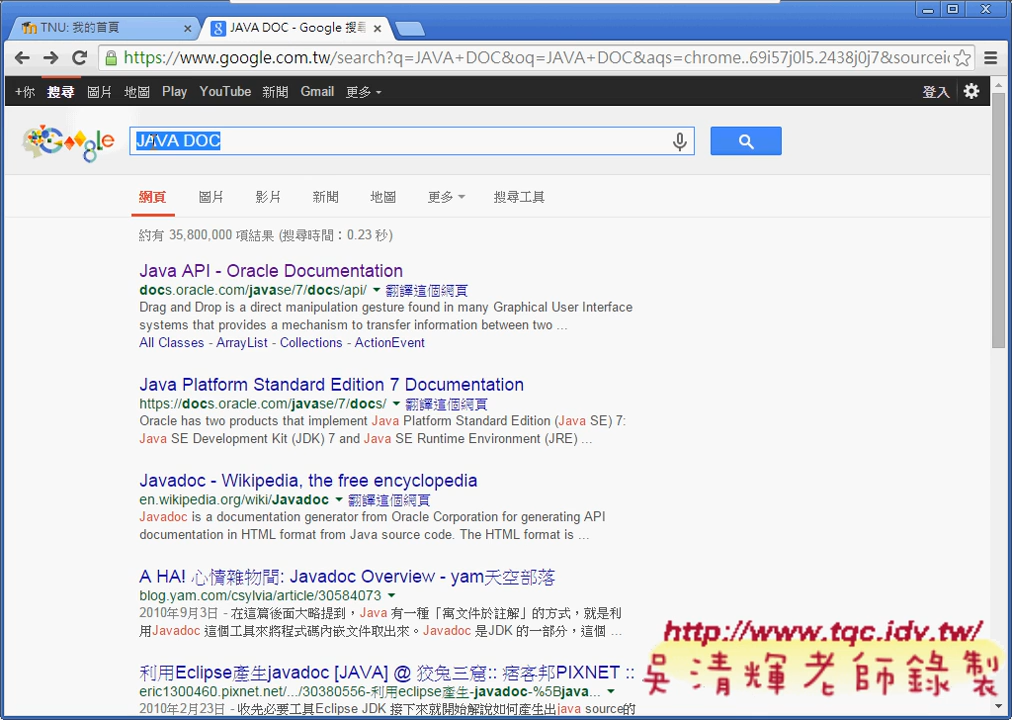 TNU: 我的首頁
JAVA DOC - Google 搜尋
https://www.google.com.tw/search?q=JAVA+DOC&oq=JAVA+DOC&aqs=chrome..69i57j0l5.2438j0j7&sourceic
+你 搜尋 圖片 地圖 Play YouTube 新聞 Gmail 更多 登入
Google JAVA DOC
網頁 圖片 影片 新聞 地圖 更多 搜尋工具
約有 35,800,000 項結果 (搜尋時間：0.23 秒)
Java API - Oracle Documentation
docs.oracle.com/javase/7/docs/api/ 翻譯這個網頁
Drag and Drop is a direct manipulation gesture found in many Graphical User Interface
systems that provides a mechanism to transfer information between two ...
All Classes - ArrayList - Collections - ActionEvent
Java Platform Standard Edition 7 Documentation
https://docs.oracle.com/javase/7/docs/ 翻譯這個網頁
Oracle has two products that implement Java Platform Standard Edition (Java SE) 7:
Java SE Development Kit (JDK) 7 and Java SE Runtime Environment (JRE) ...
Javadoc - Wikipedia, the free encyclopedia
en.wikipedia.org/wiki/Javadoc 翻譯這個網頁
Javadoc is a documentation generator from Oracle Corporation for generating API
documentation in HTML format from Java source code. The HTML format is ...
A HA! 心情雜物間: Javadoc Overview - yam天空部落
blog.yam.com/csylvia/article/30584073
2010年9月3日 - 在這篇後面大略提到，Java 有一種「寓文件於註解」的方式，就是利
用Javadoc 這個工具來將程式碼內嵌文件取出來。Javadoc 是JDK 的一部分，這個 ...
http://www.tqc.idv.tw/
吳清輝老師錄製
利用Eclipse產生javadoc [JAVA] @ 狡兔三窟:: 痞客邦PIXNET ::
eric1300460.pixnet.net/.../30380556-利用eclipse產生-javadoc-%5Bjava...
2010年2月23日 - 收先必要工具Eclipse JDK 接下來就開始解說如何產生出java source的